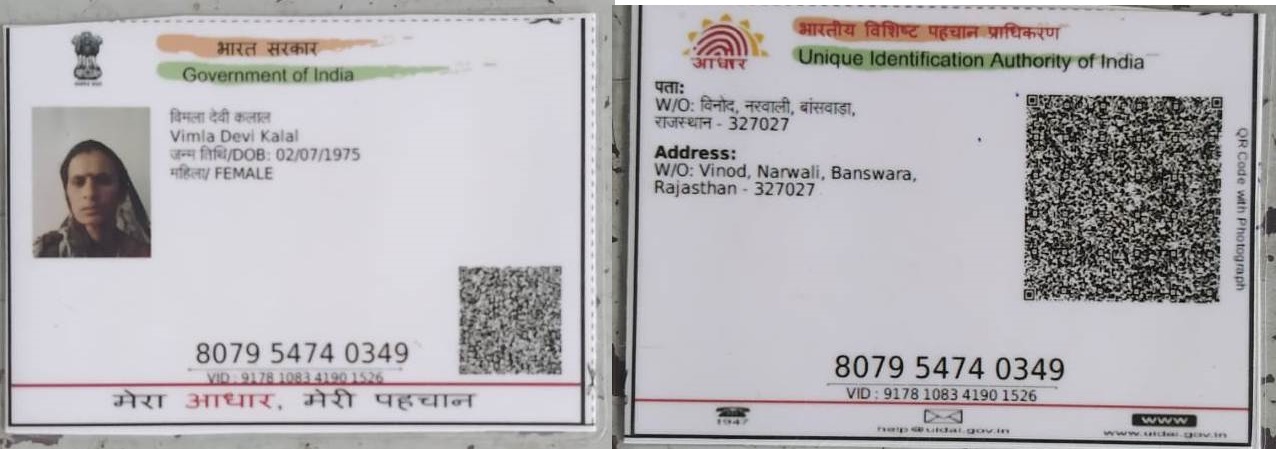 भारत सरकार
Government of India
विमला देवी कलाल
Vimla Devi Kalal
जन्म तिथि/DOB: 02/07/1975
महिला/ FEMALE
8079 5474 0349
VID : 9178 1083 4190 1526
मेरा आधार, मेरी पहचान
भारतीय विशिष्ट पहचान प्राधिकरण
Unique Identification Authority of India
आधार
पता:
W/O: विनोद, नरवाली, बांसवाड़ा,
राजस्थान - 327027
Address:
W/O: Vinod, Narwali, Banswara,
Rajasthan - 327027
QR Code with Photograph
8079 5474 0349
VID : 9178 1083 4190 1526
1947
help@uidai.gov.in
www
www.uidai.gov.in